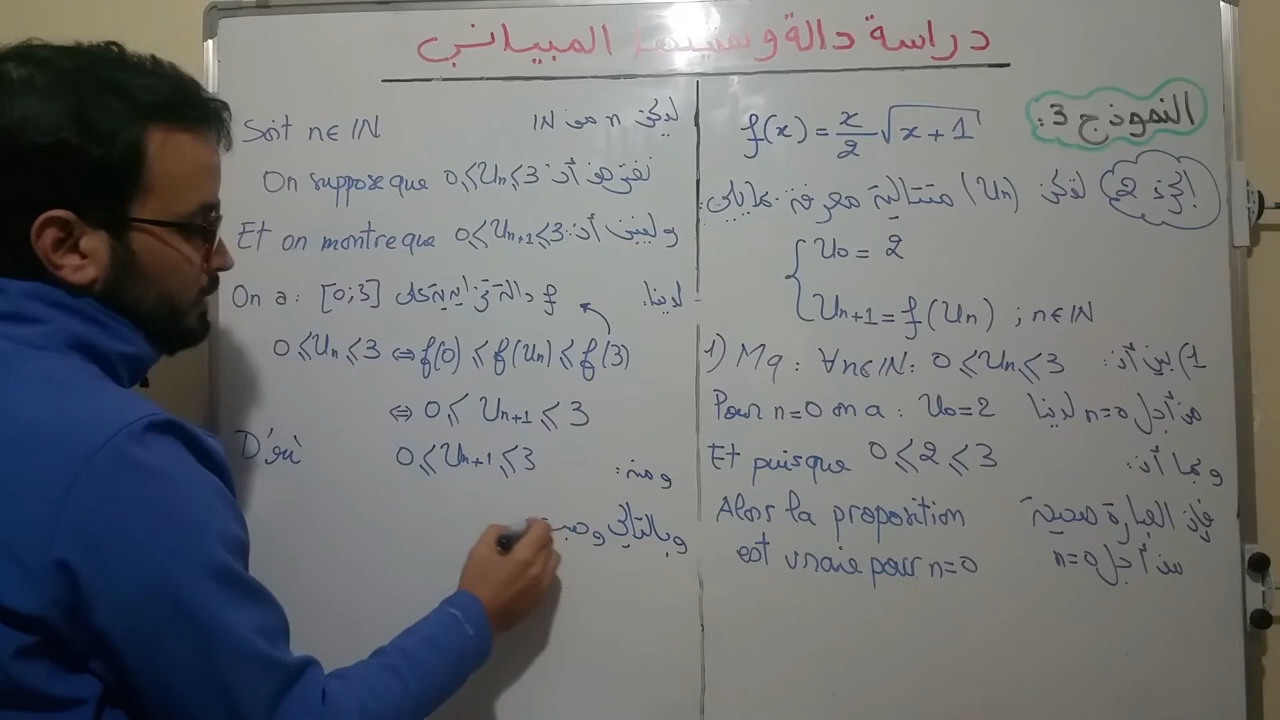 دراسة دالة و المبياني
النموذج 3:
f(x) = x/2 √(x+1)
الجزء 2 لتكن (Un) متتالية معرفة
{ U0 = 2
{ Un+1 = f(Un) ; n∈IN
1) Mq : ∀n∈IN: 0⩽Un⩽3 1) بين أن:
Pour n=0 on a : U0=2 من أجل n=0 لدينا
Et puisque 0⩽2⩽3 وبما أن:
Alors la proposition فإن العبارة صحيحة
est vraie pour n=0 من أجل n=0
Soit n∈IN ليكن n من IN
On suppose que 0⩽Un⩽3 نفترض أن:
Et on montre que 0⩽Un+1⩽3 ولنبين أن:
On a : [0;3] f دالة تزايدية على لدينا:
0⩽Un⩽3 ⇔ f(0)⩽f(Un)⩽f(3)
⇔ 0⩽Un+1⩽3
D'où 0⩽Un+1⩽3 ومنه:
وبالتالي